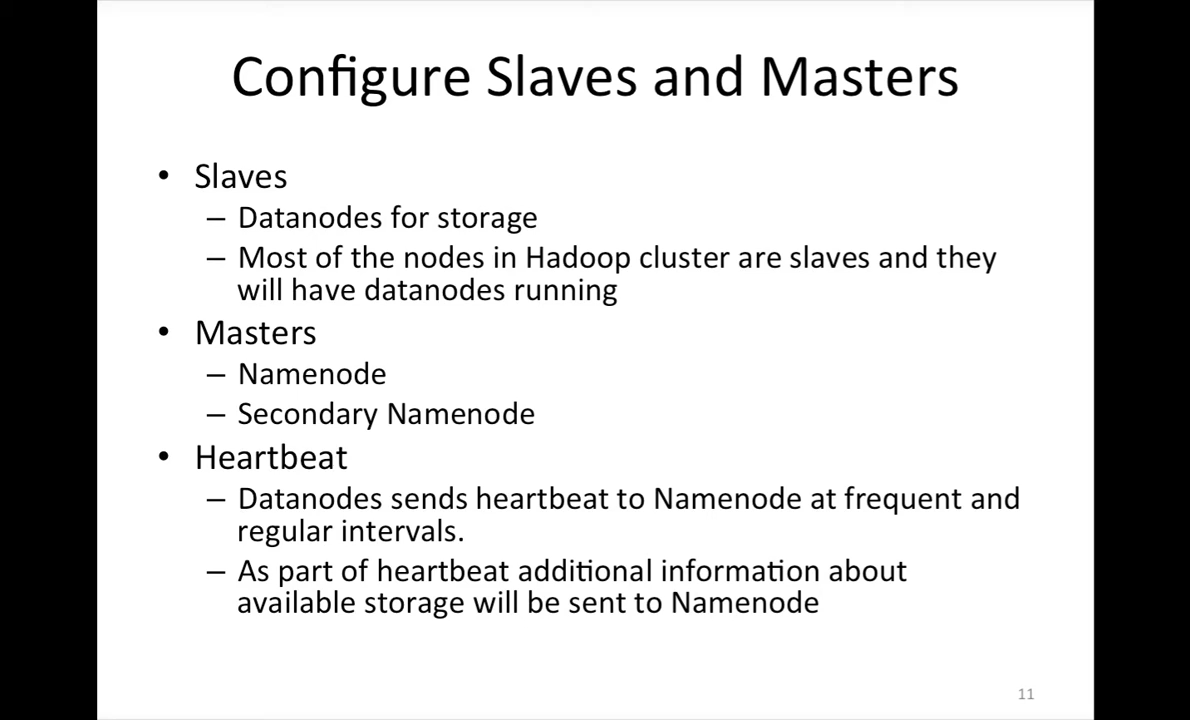 Configure Slaves and Masters
• Slaves
– Datanodes for storage
– Most of the nodes in Hadoop cluster are slaves and they
will have datanodes running
• Masters
– Namenode
– Secondary Namenode
• Heartbeat
– Datanodes sends heartbeat to Namenode at frequent and
regular intervals.
– As part of heartbeat additional information about
available storage will be sent to Namenode
11